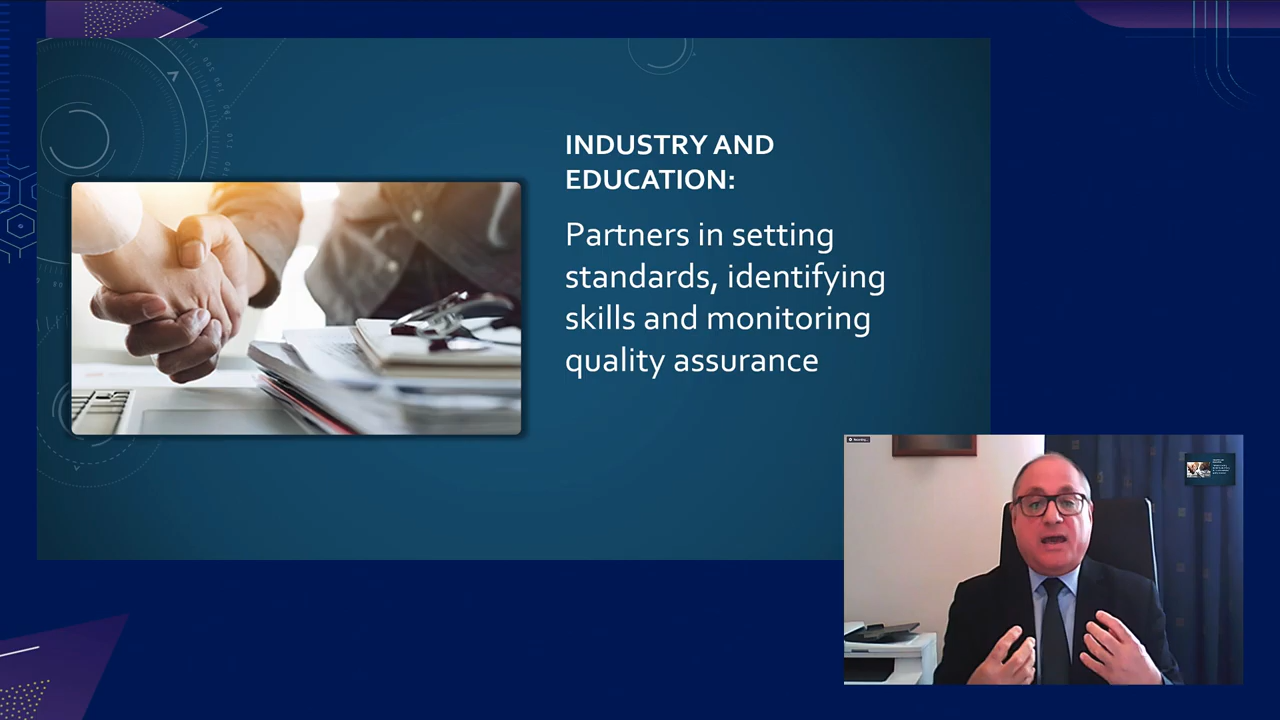 INDUSTRY AND
EDUCATION:
Partners in setting
standards, identifying
skills and monitoring
quality assurance